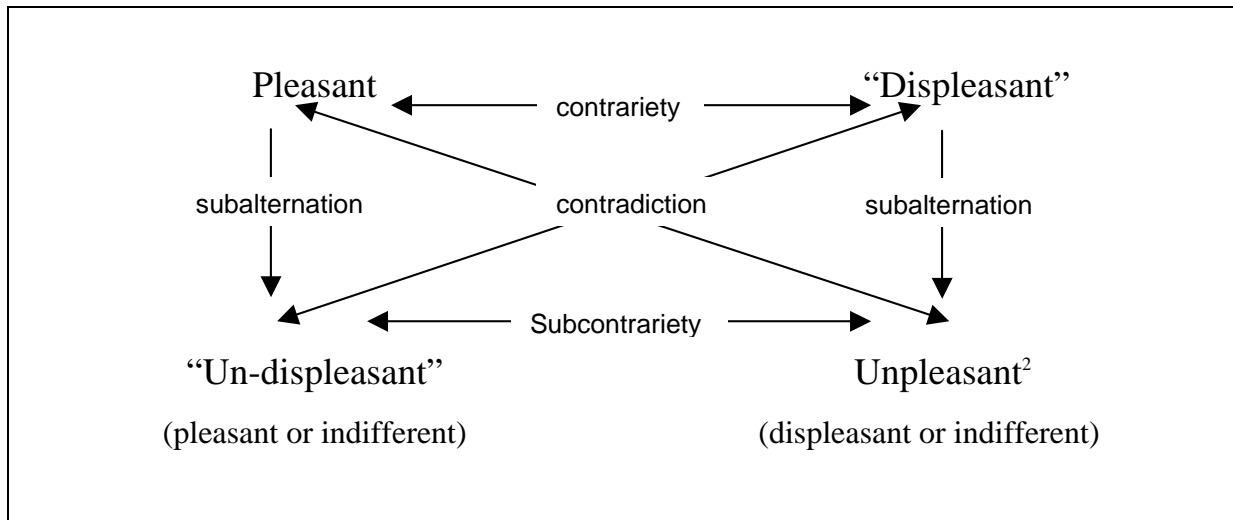 Pleasant “Displeasant”
contrariety
subalternation contradiction subalternation
Subcontrariety
“Un-displeasant” Unpleasant²
(pleasant or indifferent) (displeasant or indifferent)